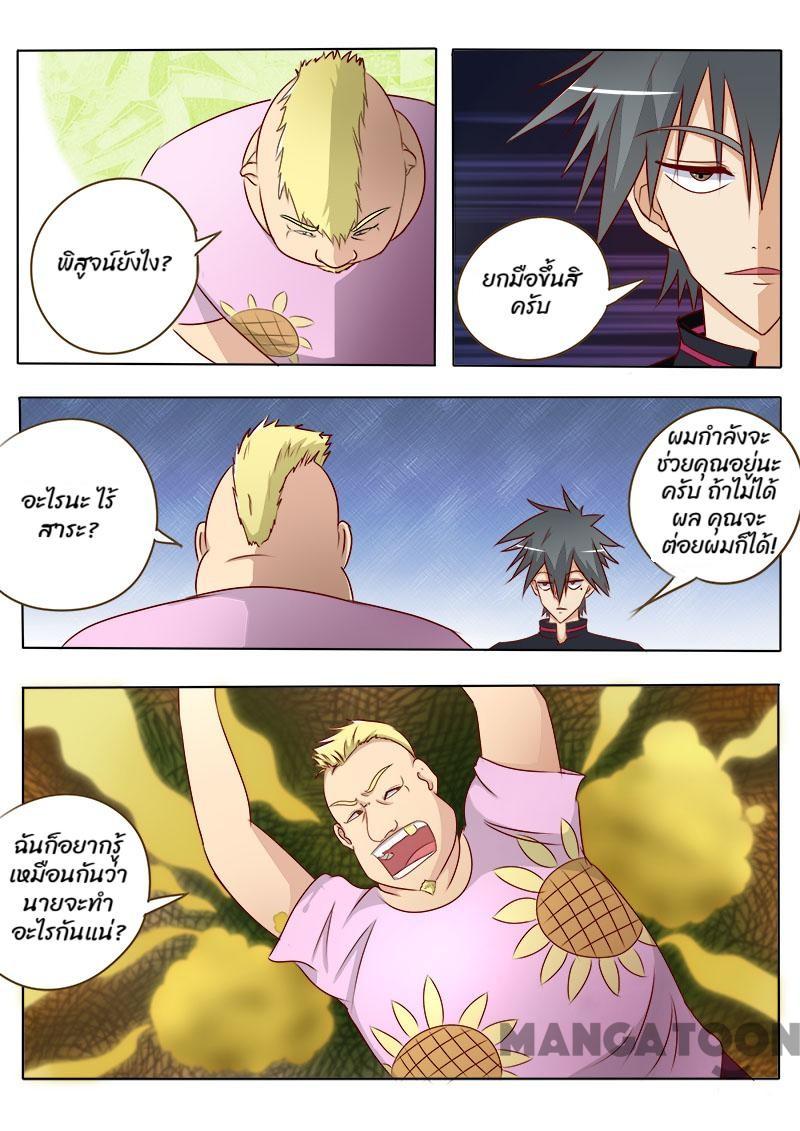 พิสูจน์ยังไง?
ยกมือขึ้นสิ
ครับ
อะไรนะ ไร้
สาระ?
ผมกำลังจะ
ช่วยคุณอยู่นะ
ครับ ถ้าไม่ได้
ผล คุณจะ
ต่อยผมก็ได้!
ฉันก็อยากรู้
เหมือนกันว่า
นายจะทำ
อะไรกันแน่?
MANGATOON